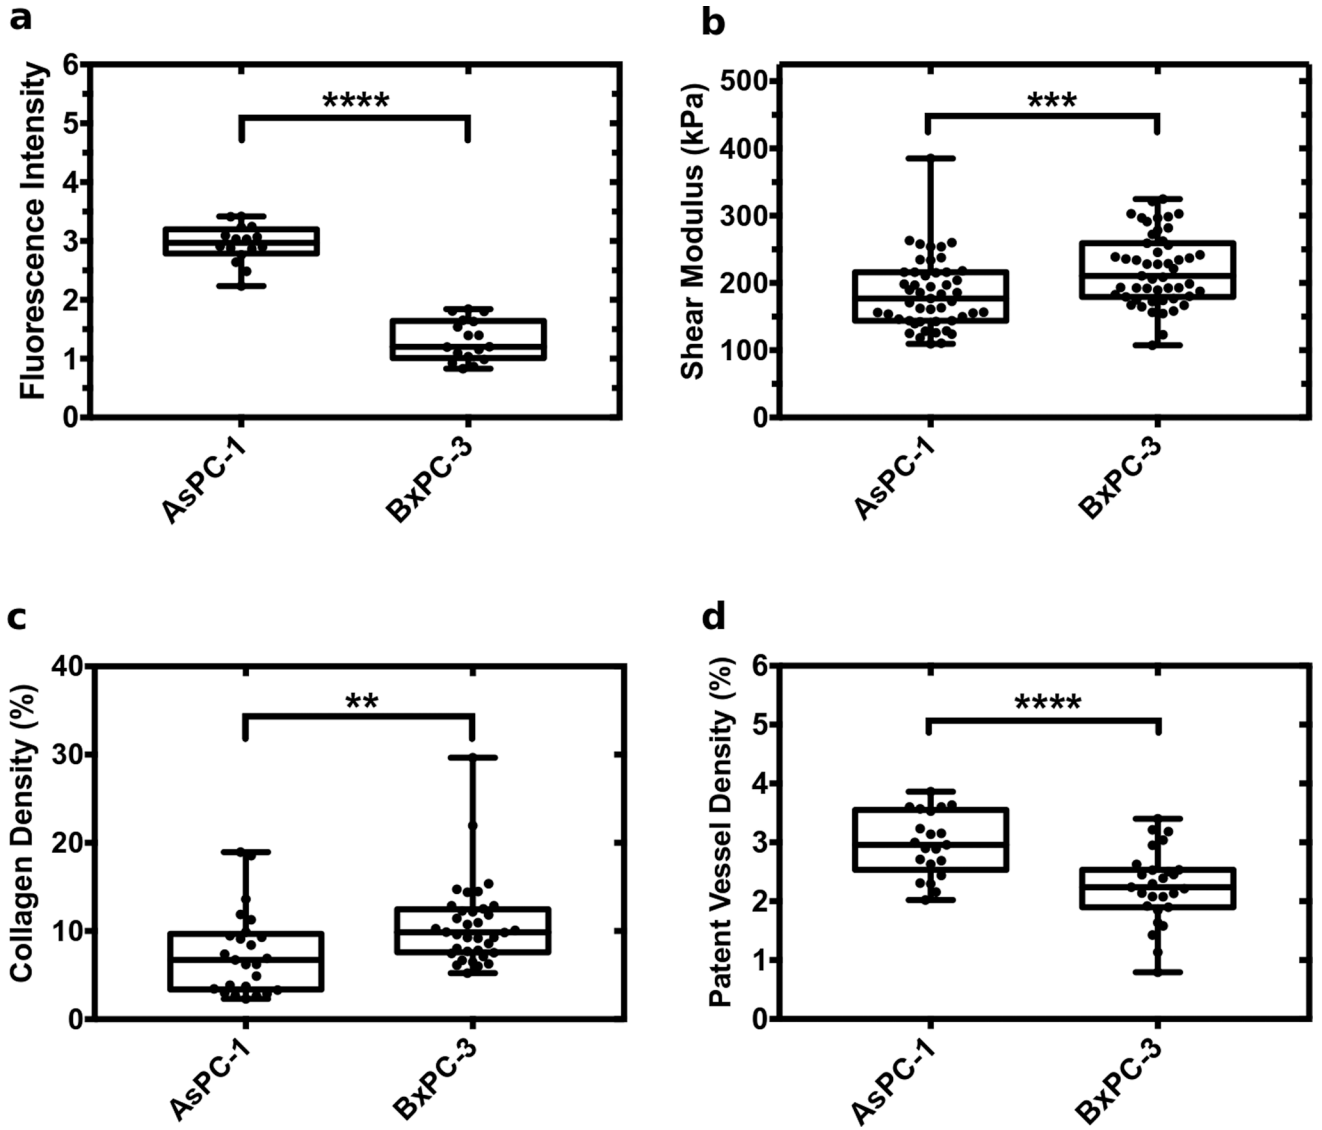 a
Fluorescence Intensity
6
5
4
3
2
1
0
****
AsPC-1
BxPC-3
b
Shear Modulus (kPa)
500
400
300
200
100
0
***
AsPC-1
BxPC-3
c
Collagen Density (%)
40
30
20
10
0
**
AsPC-1
BxPC-3
d
Patent Vessel Density (%)
6
5
4
3
2
1
0
****
AsPC-1
BxPC-3